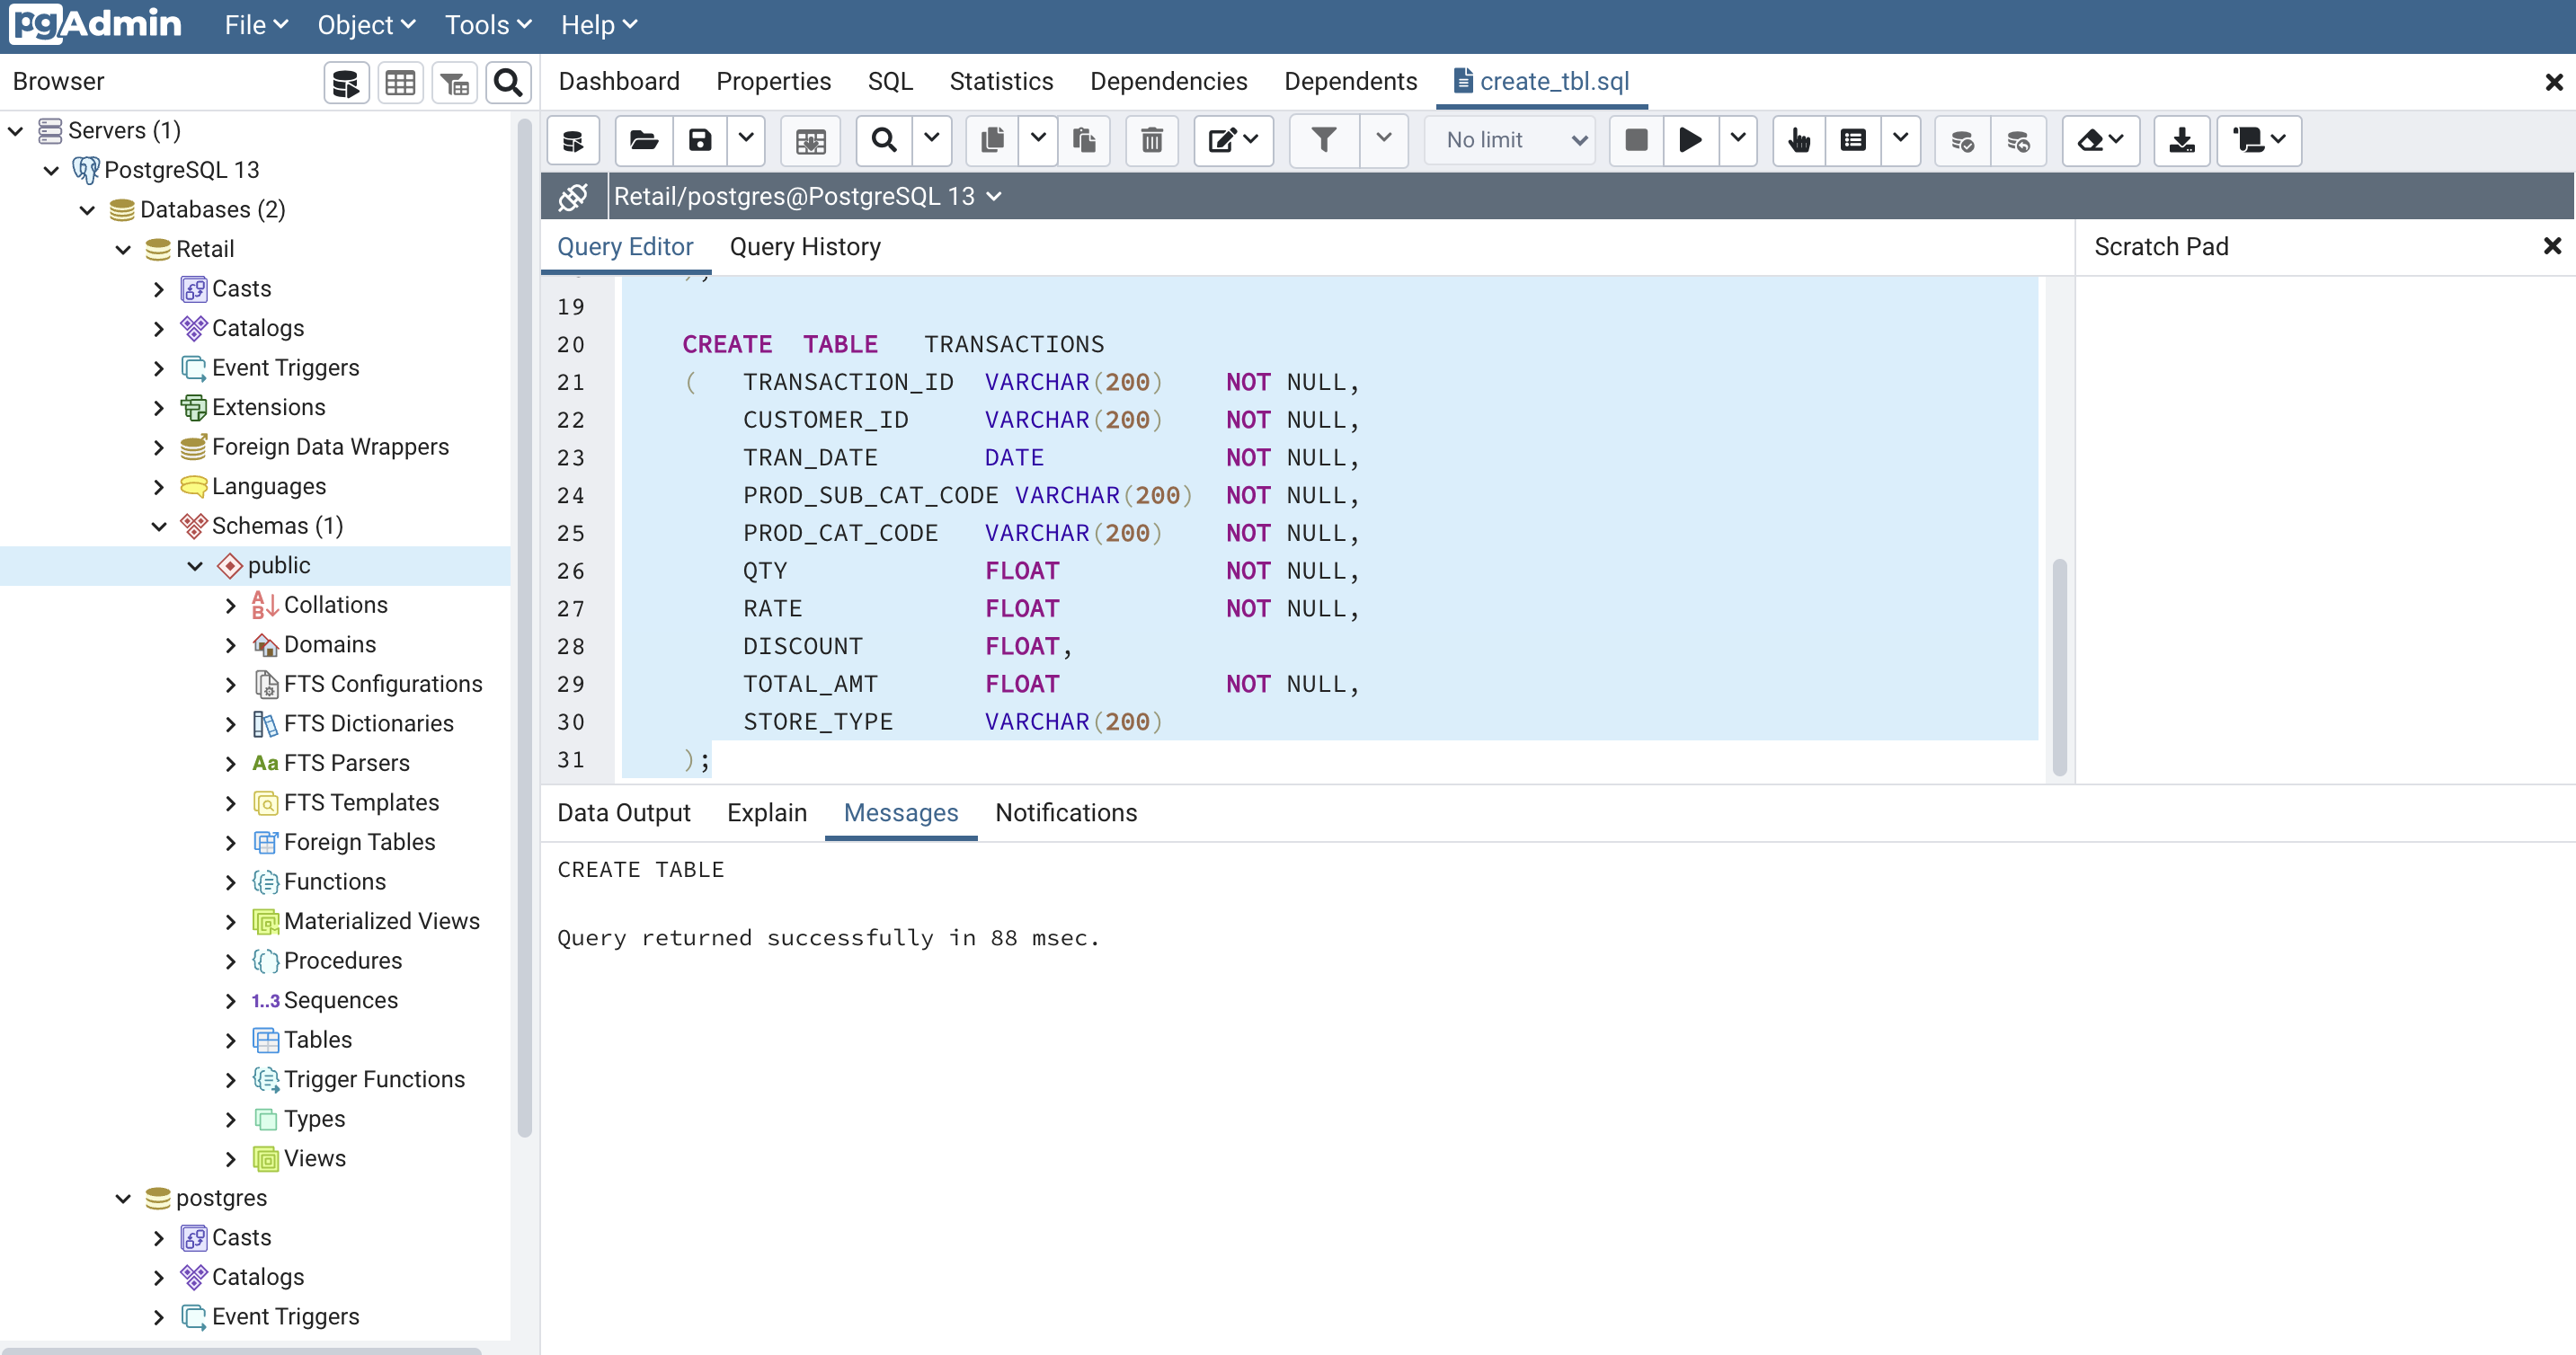 pgAdmin File Object Tools Help
Browser
Dashboard Properties SQL Statistics Dependencies Dependents create_tbl.sql
No limit
Retail/postgres@PostgreSQL 13
Query Editor Query History
Scratch Pad
Servers (1)
PostgreSQL 13
Databases (2)
Retail
Casts
Catalogs
Event Triggers
Extensions
Foreign Data Wrappers
Languages
Schemas (1)
public
Collations
Domains
FTS Configurations
FTS Dictionaries
Aa FTS Parsers
FTS Templates
Foreign Tables
Functions
Materialized Views
Procedures
1..3 Sequences
Tables
Trigger Functions
Types
Views
postgres
Casts
Catalogs
Event Triggers
19
20 CREATE TABLE TRANSACTIONS
21 ( TRANSACTION_ID VARCHAR(200) NOT NULL,
22 CUSTOMER_ID VARCHAR(200) NOT NULL,
23 TRAN_DATE DATE NOT NULL,
24 PROD_SUB_CAT_CODE VARCHAR(200) NOT NULL,
25 PROD_CAT_CODE VARCHAR(200) NOT NULL,
26 QTY FLOAT NOT NULL,
27 RATE FLOAT NOT NULL,
28 DISCOUNT FLOAT,
29 TOTAL_AMT FLOAT NOT NULL,
30 STORE_TYPE VARCHAR(200)
31 );
Data Output Explain Messages Notifications
CREATE TABLE
Query returned successfully in 88 msec.